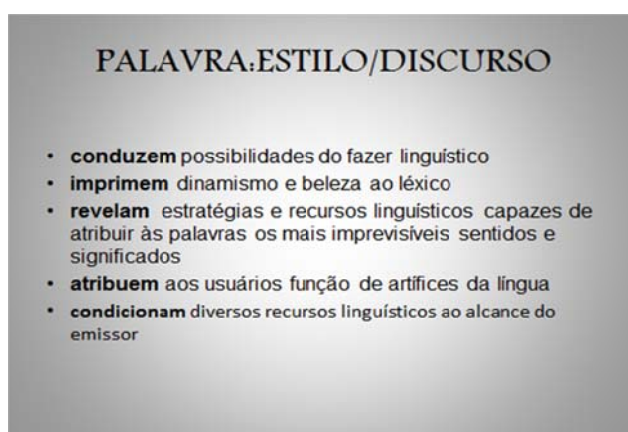 PALAVRA:ESTILO/DISCURSO
• conduzem possibilidades do fazer linguístico
• imprimem dinamismo e beleza ao léxico
• revelam estratégias e recursos linguísticos capazes de
atribuir às palavras os mais imprevisíveis sentidos e
significados
• atribuem aos usuários função de artífices da língua
• condicionam diversos recursos linguísticos ao alcance do
emissor